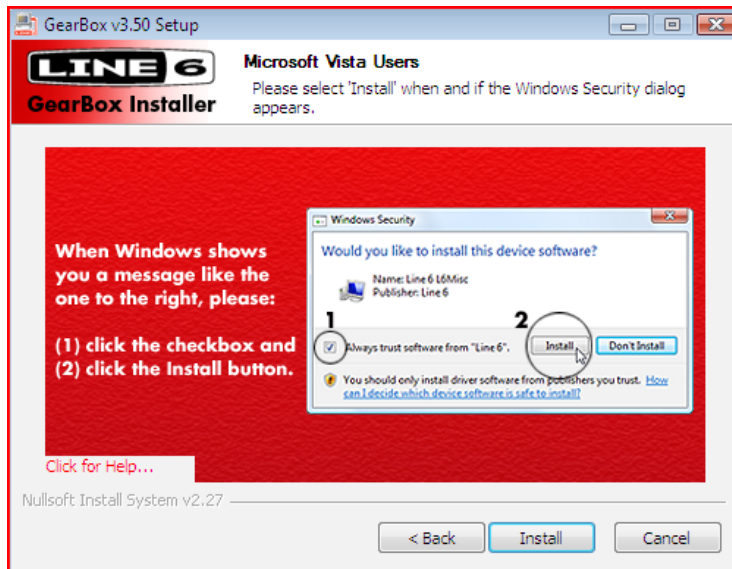 GearBox v3.50 Setup
LINE 6
GearBox Installer
Microsoft Vista Users
Please select 'Install' when and if the Windows Security dialog
appears.
When Windows shows
you a message like the
one to the right, please:
(1) click the checkbox and
(2) click the Install button.
Windows Security
Would you like to install this device software?
Name: Line 6 L6Misc
Publisher: Line 6
1
2
Always trust software from "Line 6".
Install
Don't Install
You should only install driver software from publishers you trust. How
can I decide which device software is safe to install?
Click for Help...
Nullsoft Install System v2.27
< Back
Install
Cancel